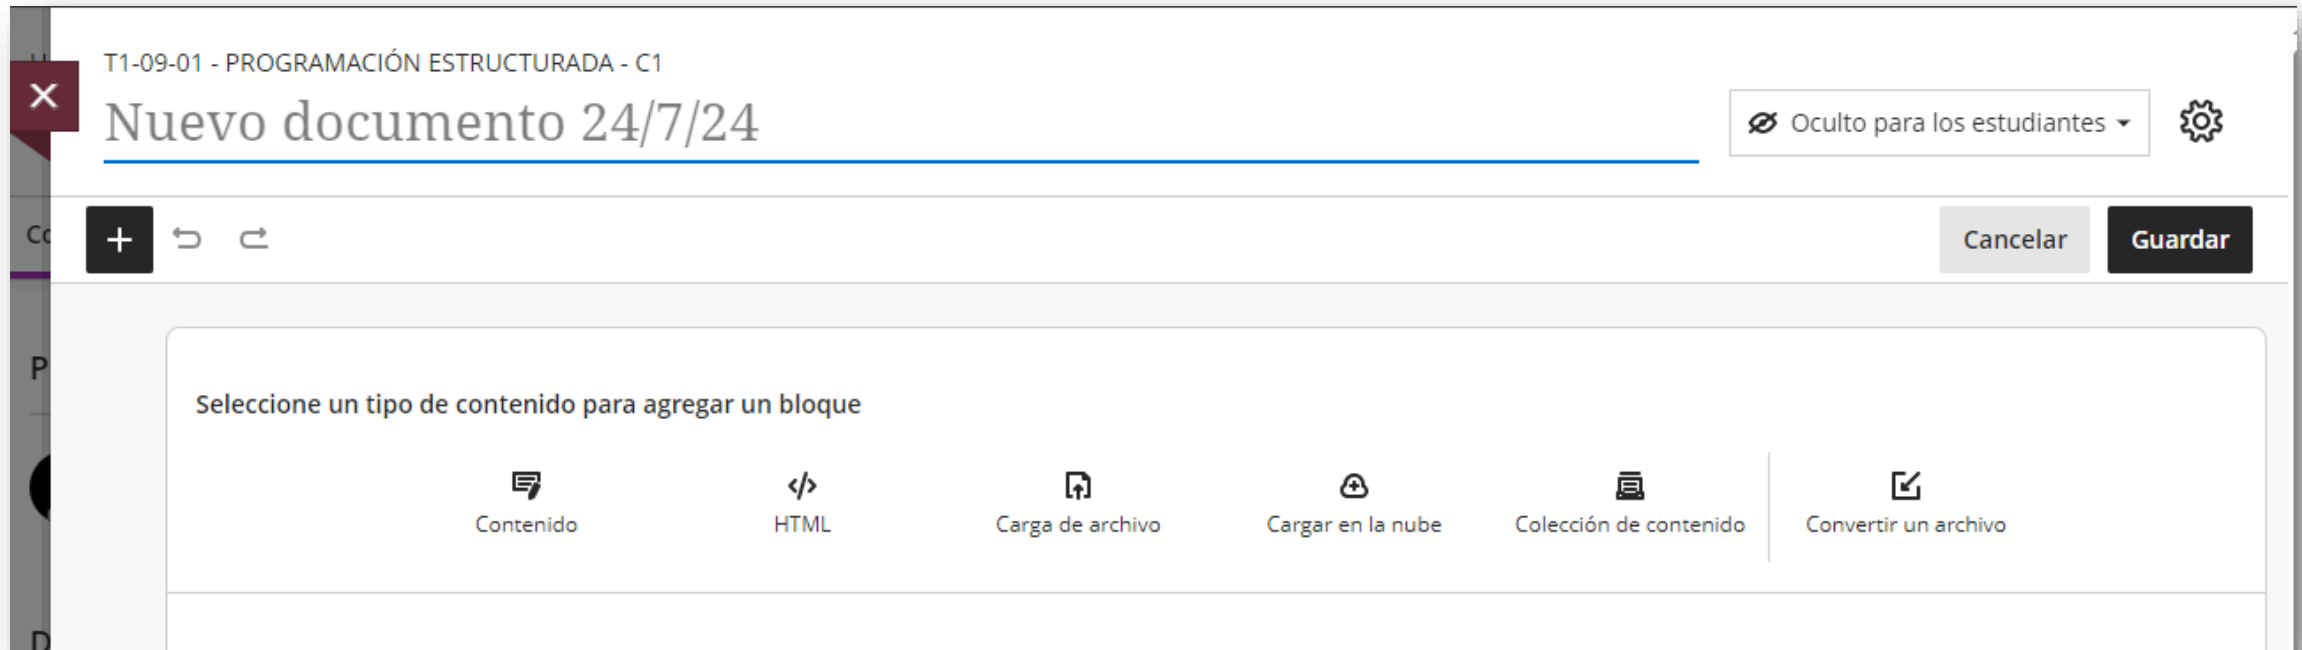 T1-09-01 - PROGRAMACIÓN ESTRUCTURADA - C1
Nuevo documento 24/7/24
Oculto para los estudiantes
Cancelar
Guardar
Seleccione un tipo de contenido para agregar un bloque
Contenido
HTML
Carga de archivo
Cargar en la nube
Colección de contenido
Convertir un archivo